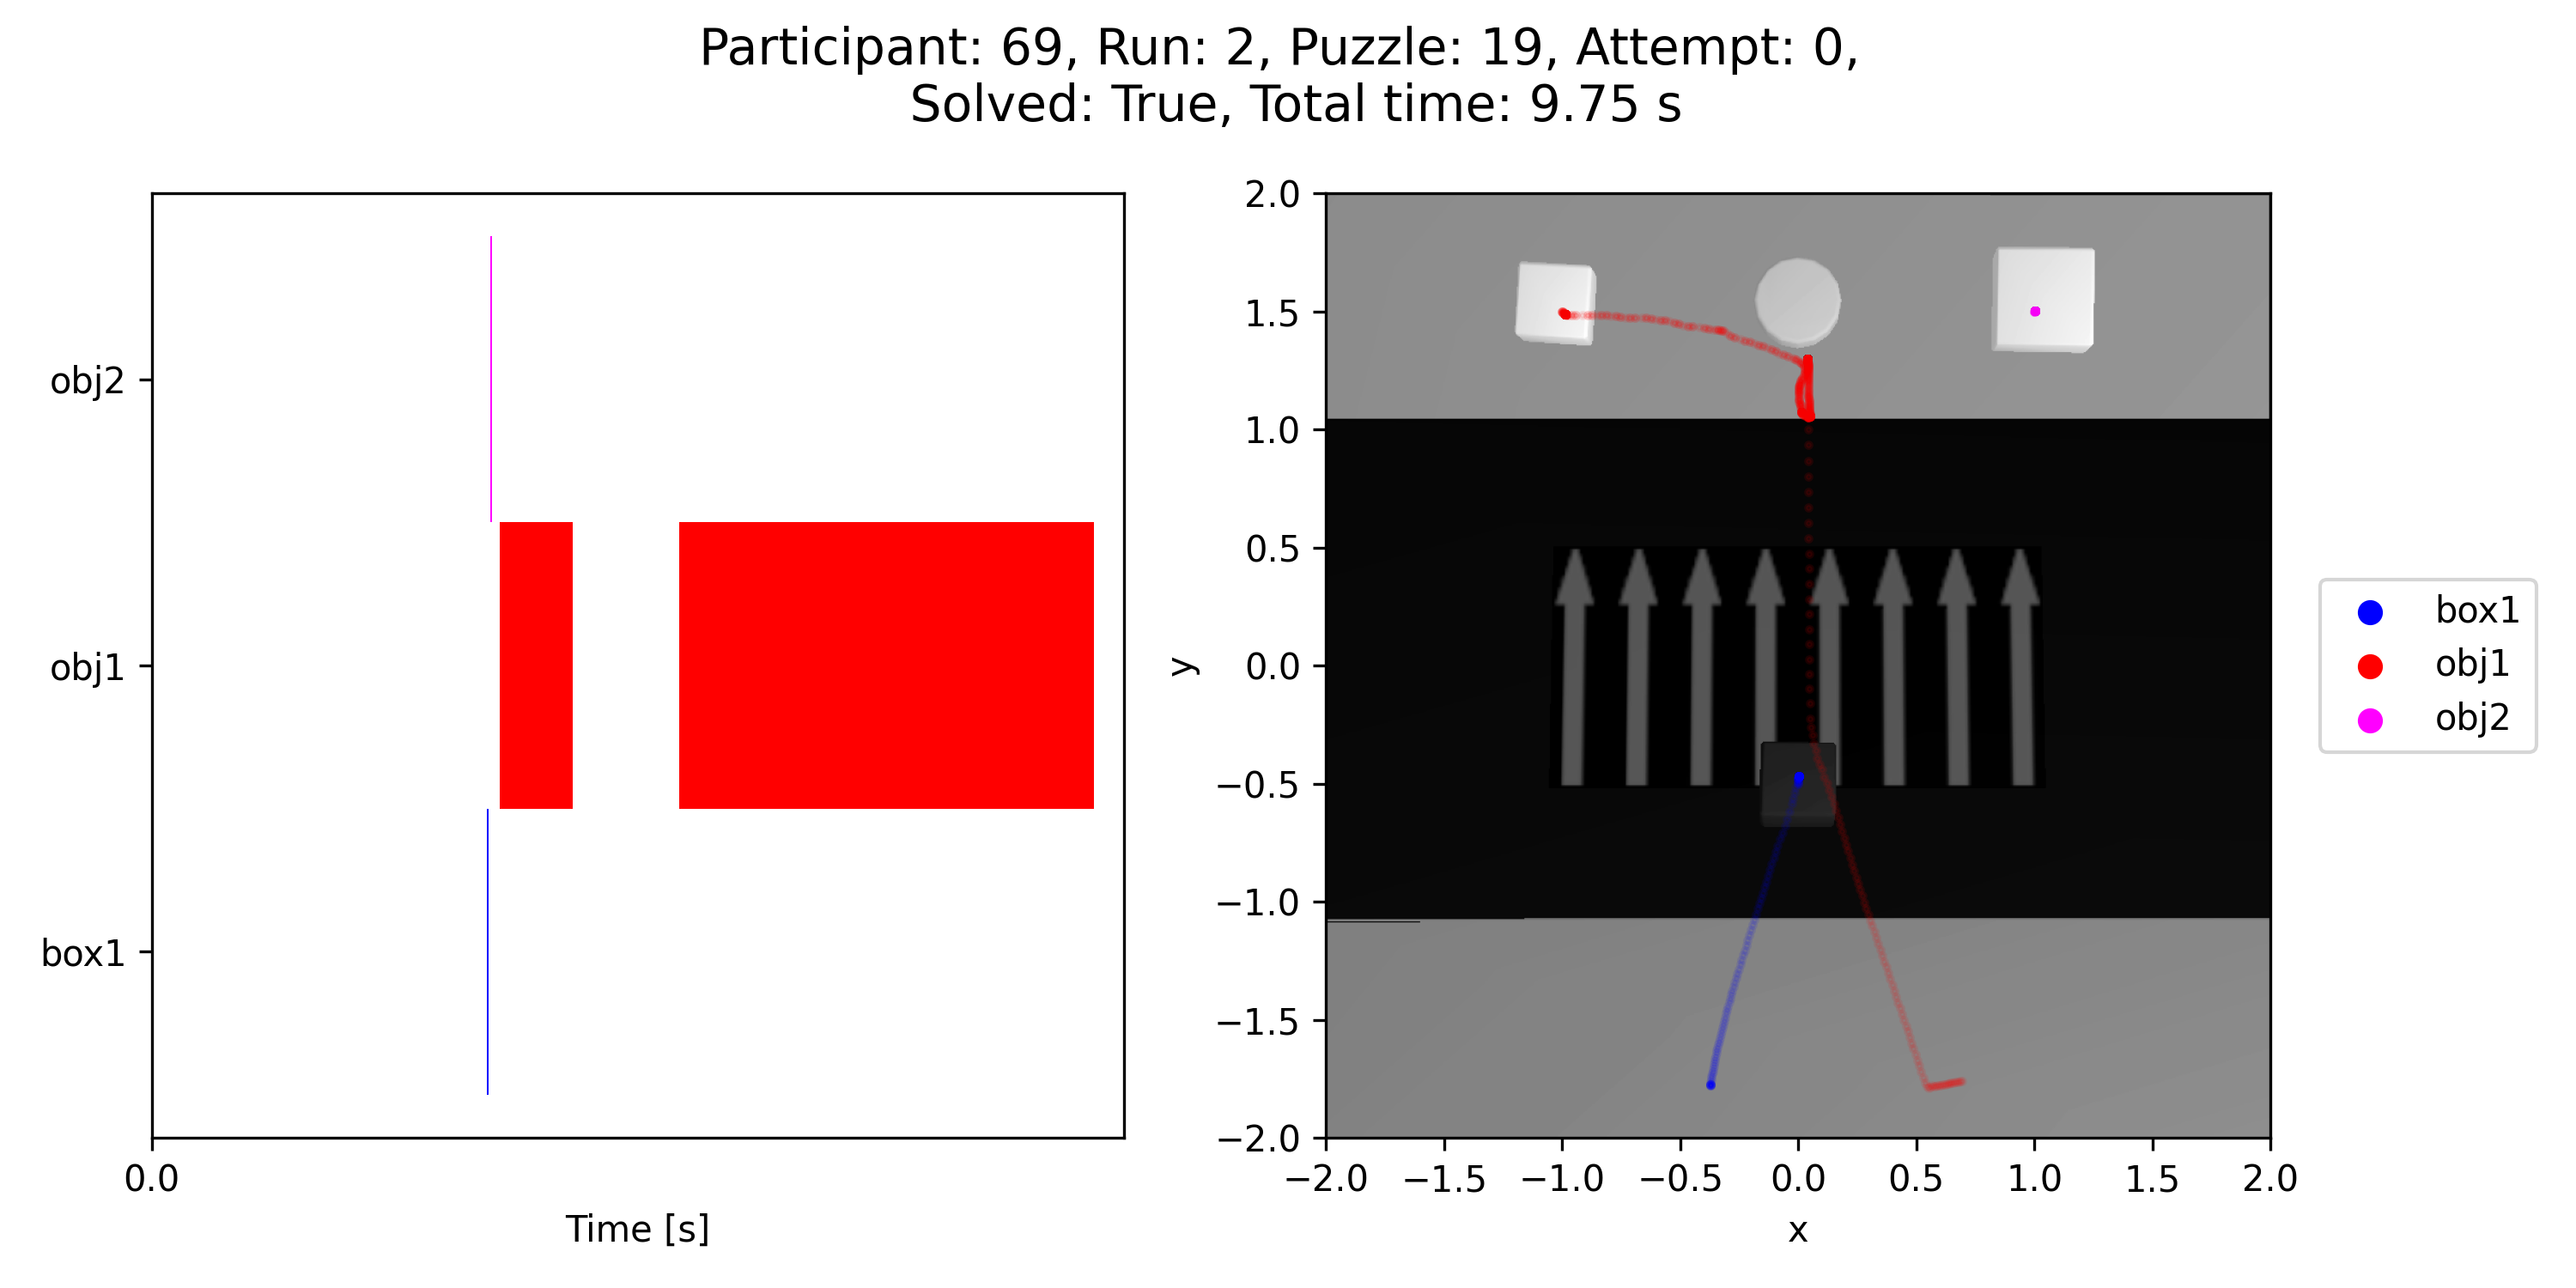 Participant: 69, Run: 2, Puzzle: 19, Attempt: 0,
Solved: True, Total time: 9.75 s
obj2
obj1
box1
0.0
Time [s]
2.0
1.5
1.0
0.5
0.0
−0.5
−1.0
−1.5
−2.0
y
−2.0 −1.5 −1.0 −0.5 0.0 0.5 1.0 1.5 2.0
x
box1
obj1
obj2